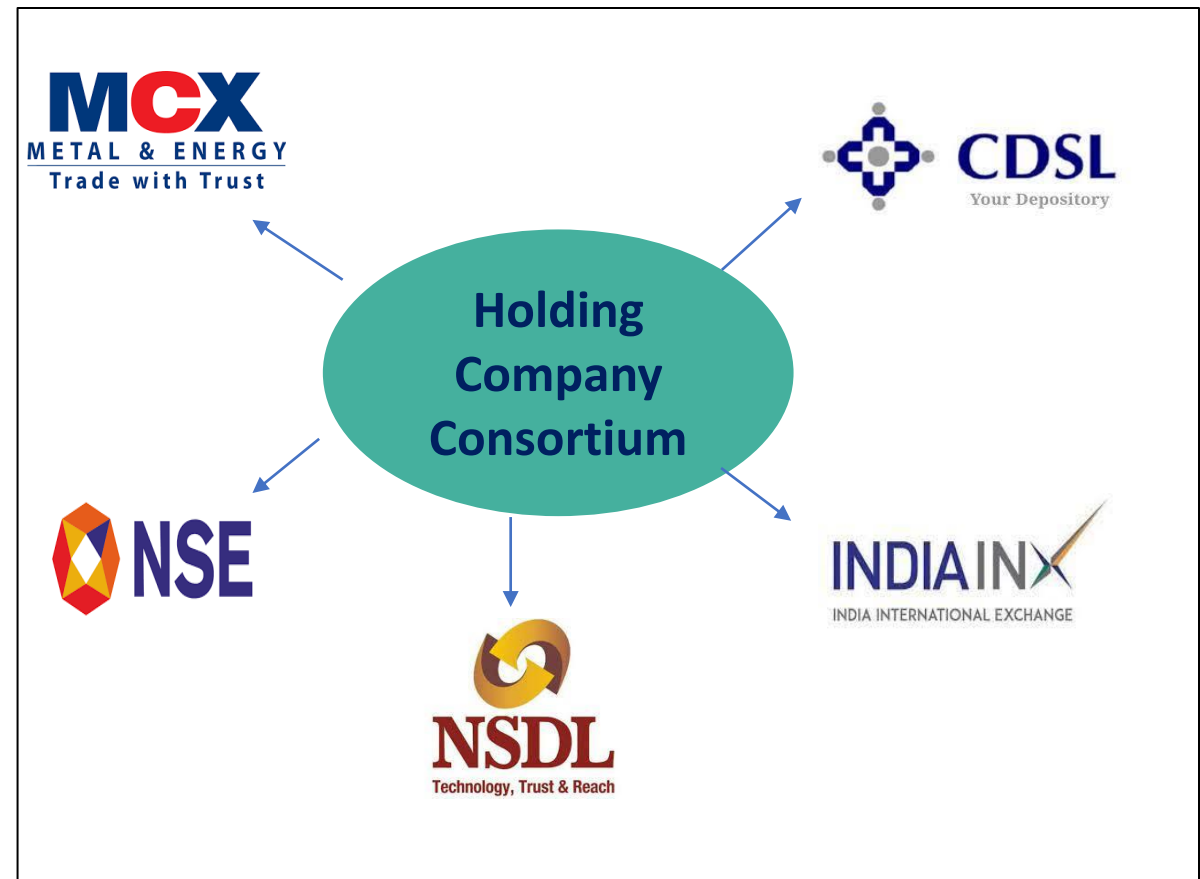 MCX
METAL & ENERGY
Trade with Trust
CDSL
Your Depository
Holding
Company
Consortium
NSE
INDIA INX
INDIA INTERNATIONAL EXCHANGE
NSDL
Technology, Trust & Reach